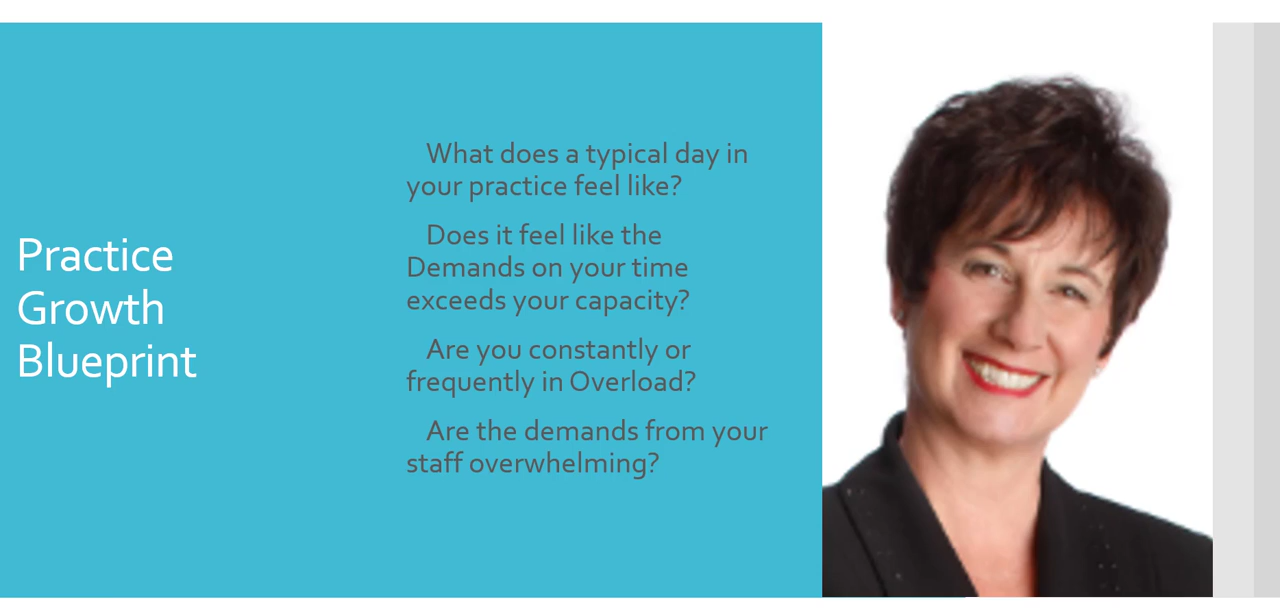 Practice
Growth
Blueprint
What does a typical day in
your practice feel like?
Does it feel like the
Demands on your time
exceeds your capacity?
Are you constantly or
frequently in Overload?
Are the demands from your
staff overwhelming?